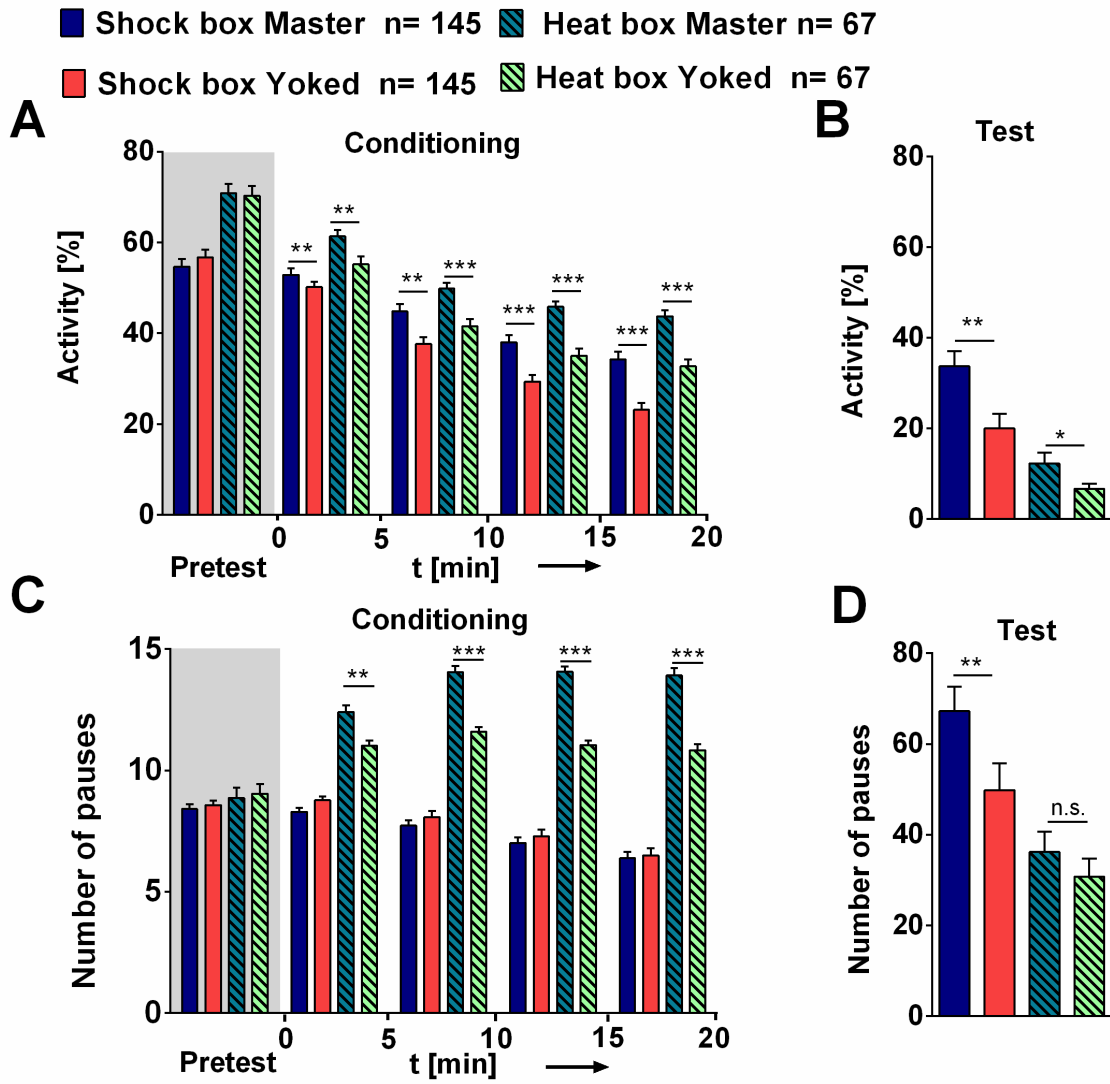 Shock box Master n= 145 Heat box Master n= 67
Shock box Yoked n= 145 Heat box Yoked n= 67
A
Conditioning
Activity [%]
80
60
40
20
0
** ** ** *** *** *** *** ***
0 5 10 15 20
Pretest t [min]
B
Test
Activity [%]
80
60
40
20
0
** *
C
Conditioning
Number of pauses
15
10
5
0
** *** *** ***
0 5 10 15 20
Pretest t [min]
D
Test
Number of pauses
80
60
40
20
0
** n.s.